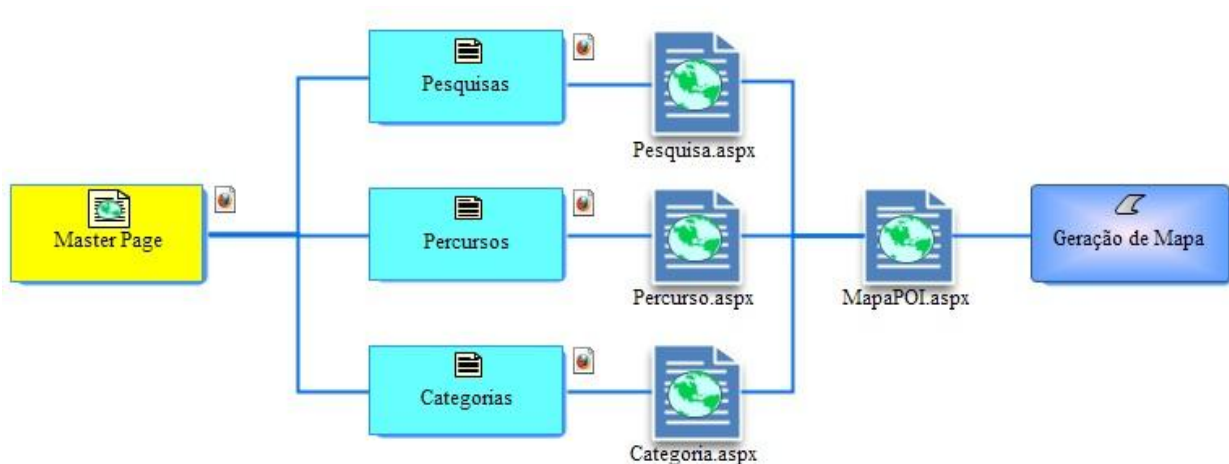 Pesquisas
Pesquisa.aspx
Master Page
Percursos
Percurso.aspx
MapaPOI.aspx
Geração de Mapa
Categorias
Categoria.aspx